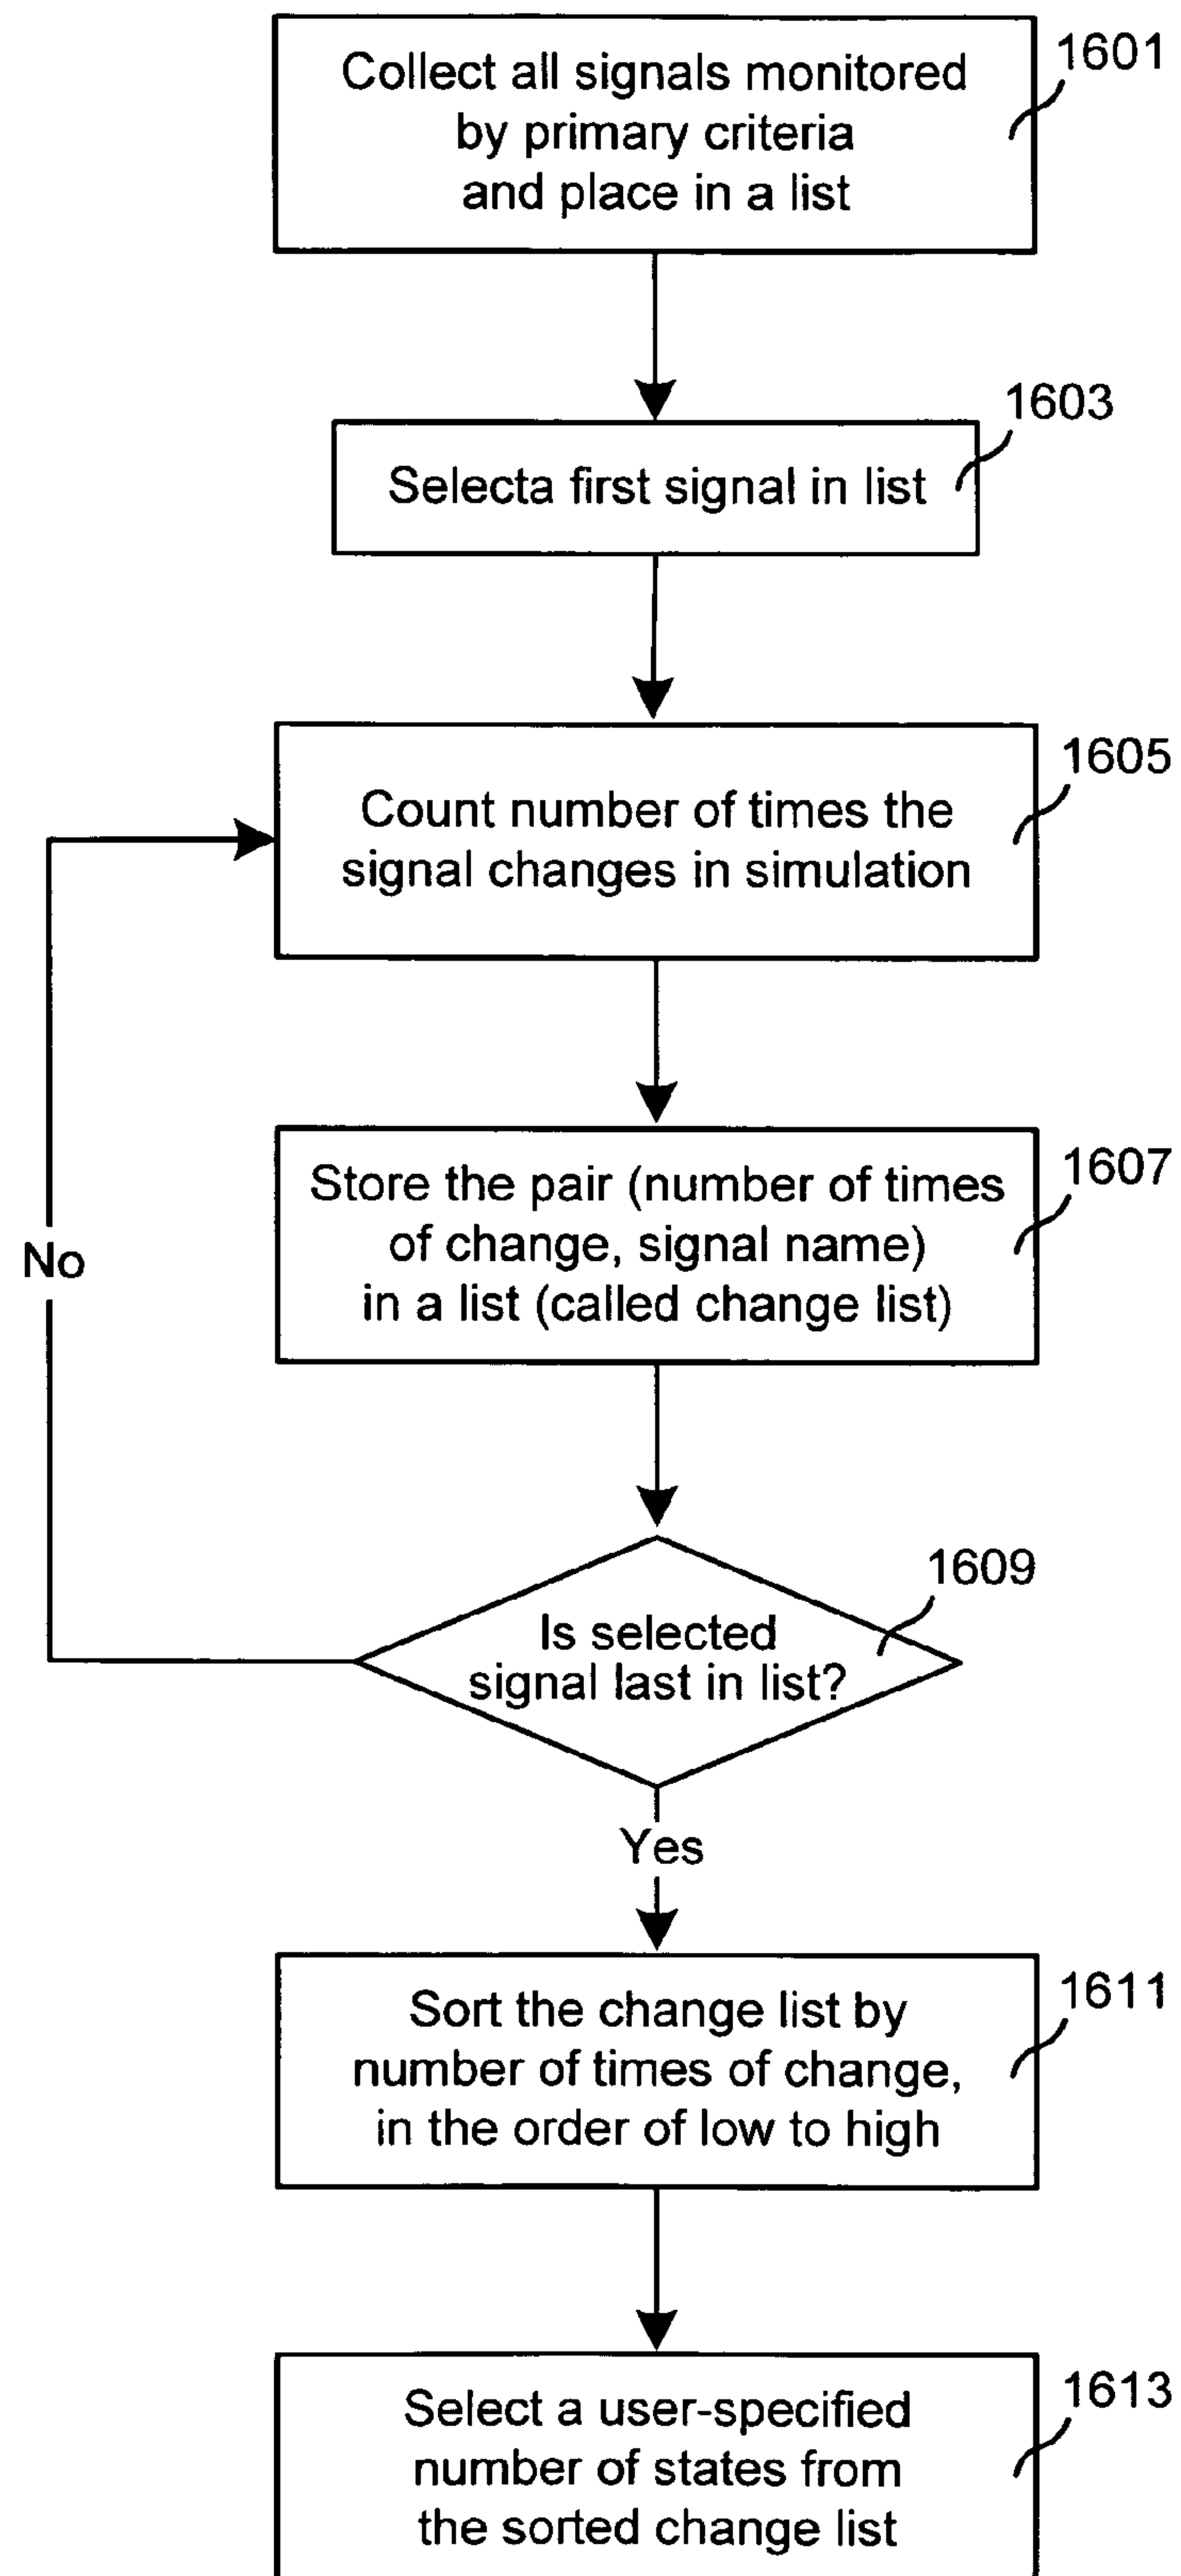 Collect all signals monitored
by primary criteria
and place in a list
1601
Selecta first signal in list
1603
Count number of times the
signal changes in simulation
1605
Store the pair (number of times
of change, signal name)
in a list (called change list)
1607
No
Is selected
signal last in list?
1609
Yes
Sort the change list by
number of times of change,
in the order of low to high
1611
Select a user-specified
number of states from
the sorted change list
1613